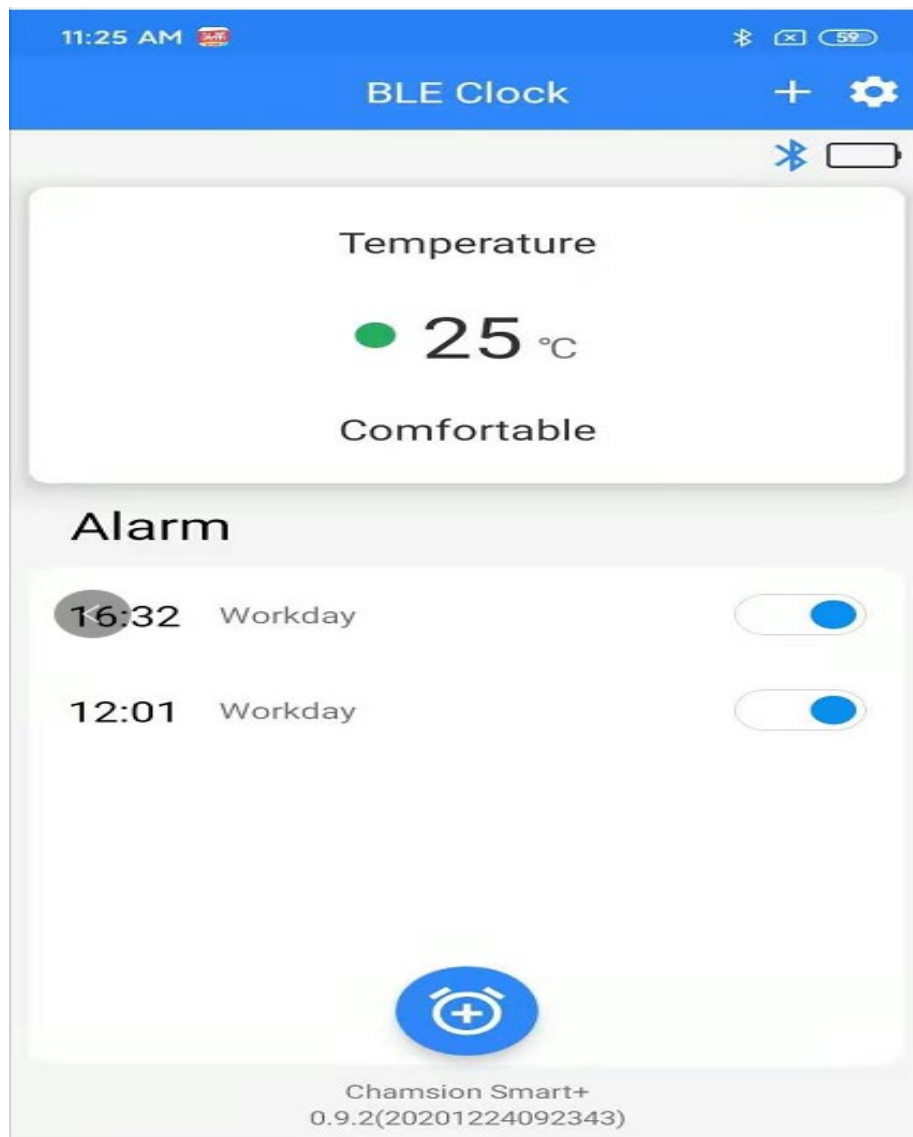 11:25 AM
59
BLE Clock
Temperature
25 °C
Comfortable
Alarm
16:32 Workday
12:01 Workday
Chamsion Smart+
0.9.2(20201224092343)